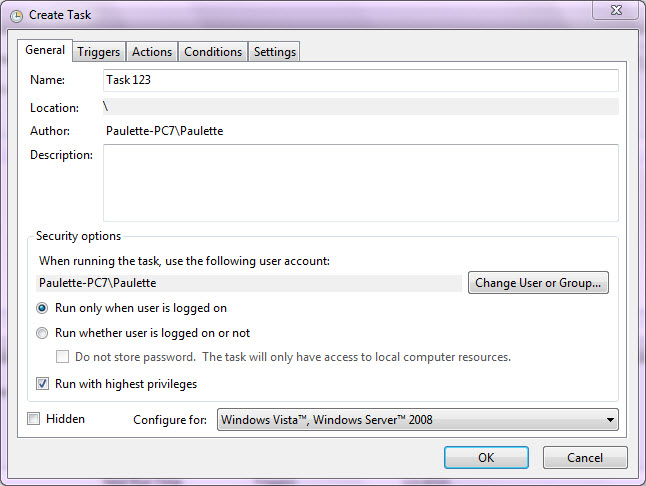 Create Task
General Triggers Actions Conditions Settings
Name: Task 123
Location: \
Author: Paulette-PC7\Paulette
Description:
Security options
When running the task, use the following user account:
Paulette-PC7\Paulette Change User or Group...
Run only when user is logged on
Run whether user is logged on or not
Do not store password. The task will only have access to local computer resources.
Run with highest privileges
Hidden Configure for: Windows Vista™, Windows Server™ 2008
OK Cancel